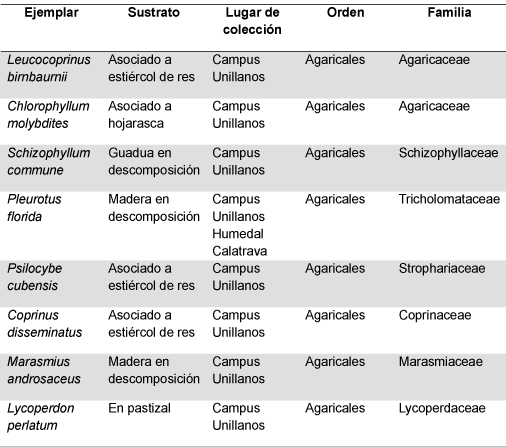 Ejemplar Sustrato Lugar de Orden Familia
colección
Leucocoprinus Asociado a Campus Agaricales Agaricaceae
birnbaurnii estiércol de res Unillanos
Chlorophyllum Asociado a Campus Agaricales Agaricaceae
molybdites hojarasca Unillanos
Schizophyllum Guadua en Campus Agaricales Schizophyllaceae
commune descomposición Unillanos
Pleurotus Madera en Campus Agaricales Tricholomataceae
florida descomposición Unillanos
Humedal
Calatrava
Psilocybe Asociado a Campus Agaricales Strophariaceae
cubensis estiércol de res Unillanos
Coprinus Asociado a Campus Agaricales Coprinaceae
disseminatus estiércol de res Unillanos
Marasmius Madera en Campus Agaricales Marasmiaceae
androsaceus descomposición Unillanos
Lycoperdon En pastizal Campus Agaricales Lycoperdaceae
perlatum Unillanos